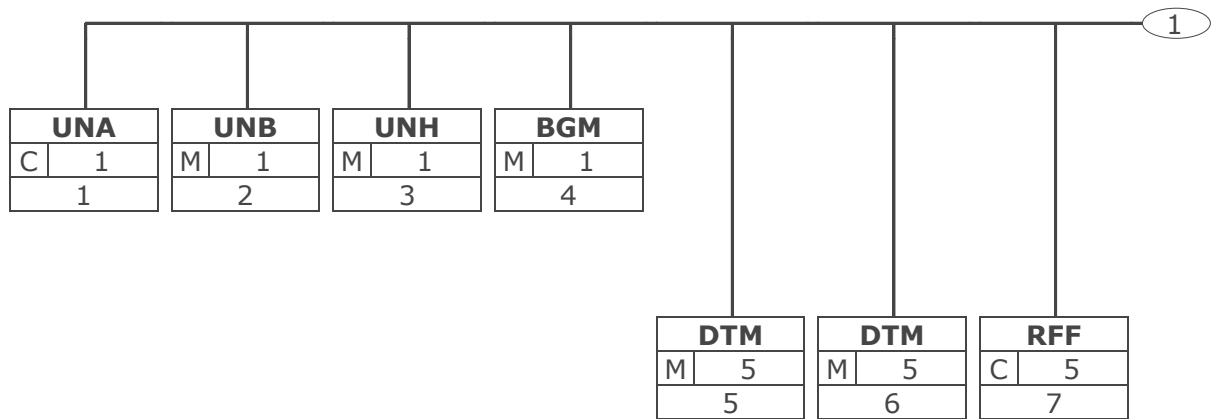 1
UNA UNB UNH BGM
C 1 M 1 M 1 M 1
1 2 3 4
DTM DTM RFF
M 5 M 5 C 5
5 6 7